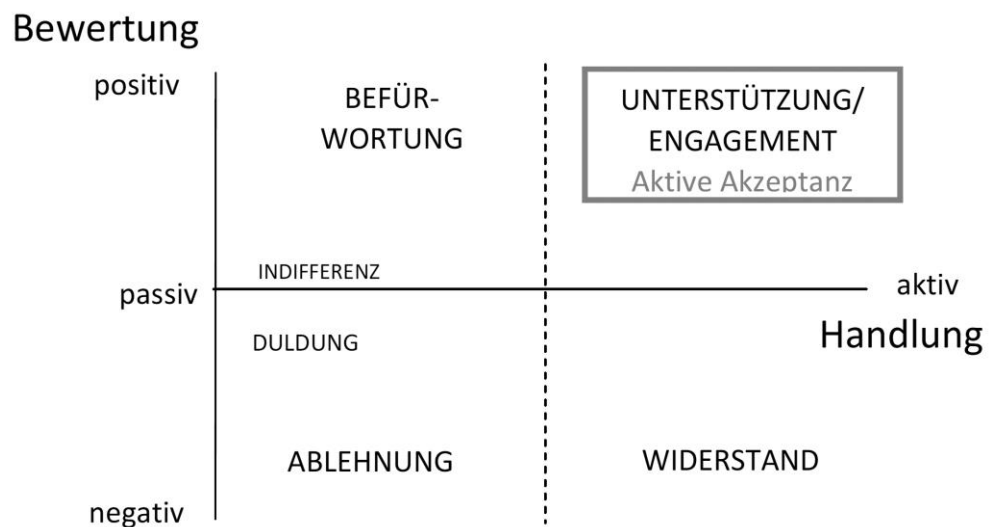 Bewertung
positiv
BEFÜR-
WORTUNG
UNTERSTÜTZUNG/
ENGAGEMENT
Aktive Akzeptanz
INDIFFERENZ
passiv
aktiv
Handlung
DULDUNG
ABLEHNUNG
WIDERSTAND
negativ